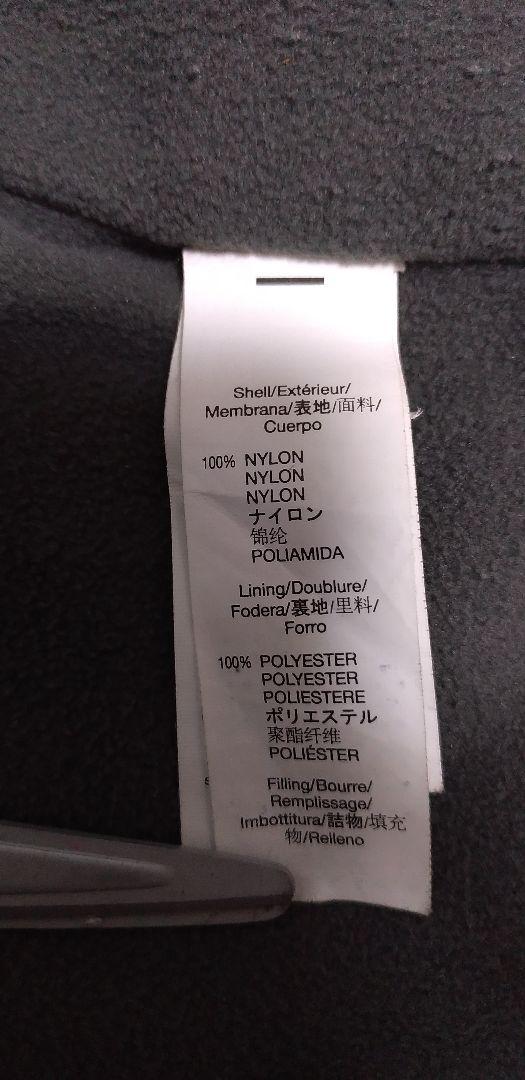 Shell/Extérieur/
Membrana/表地/面料/
Cuerpo
100% NYLON
NYLON
NYLON
ナイロン
锦纶
POLIAMIDA
Lining/Doublure/
Fodera/裏地/里料/
Forro
100% POLYESTER
POLYESTER
POLIESTERE
ポリエステル
聚酯纤维
POLIÉSTER
Filling/Bourre/
Remplissage/
Imbottitura/詰物/填充
物/Relleno